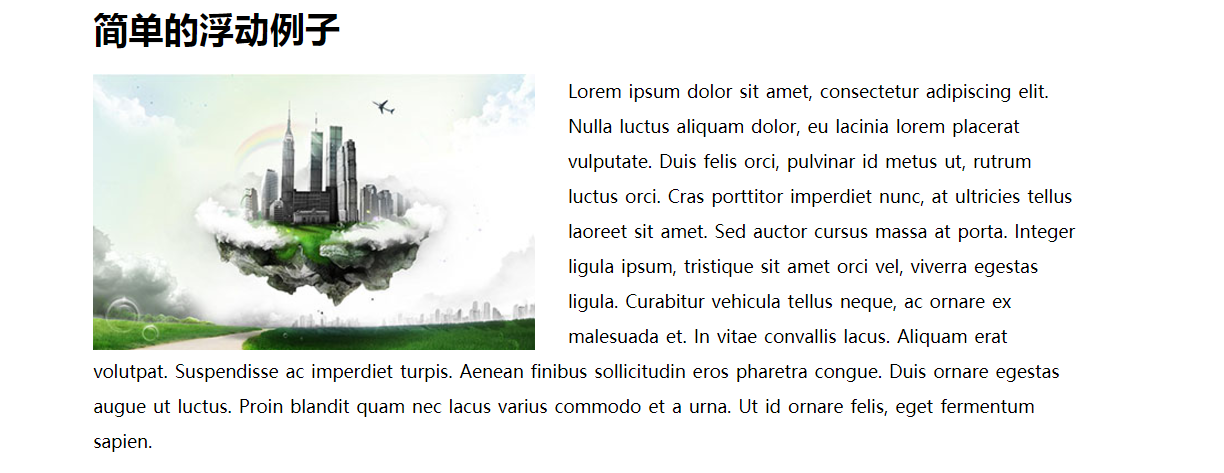 简单的浮动例子
Lorem ipsum dolor sit amet, consectetur adipiscing elit.
Nulla luctus aliquam dolor, eu lacinia lorem placerat
vulputate. Duis felis orci, pulvinar id metus ut, rutrum
luctus orci. Cras porttitor imperdiet nunc, at ultricies tellus
laoreet sit amet. Sed auctor cursus massa at porta. Integer
ligula ipsum, tristique sit amet orci vel, viverra egestas
ligula. Curabitur vehicula tellus neque, ac ornare ex
malesuada et. In vitae convallis lacus. Aliquam erat
volutpat. Suspendisse ac imperdiet turpis. Aenean finibus sollicitudin eros pharetra congue. Duis ornare egestas
augue ut luctus. Proin blandit quam nec lacus varius commodo et a urna. Ut id ornare felis, eget fermentum
sapien.